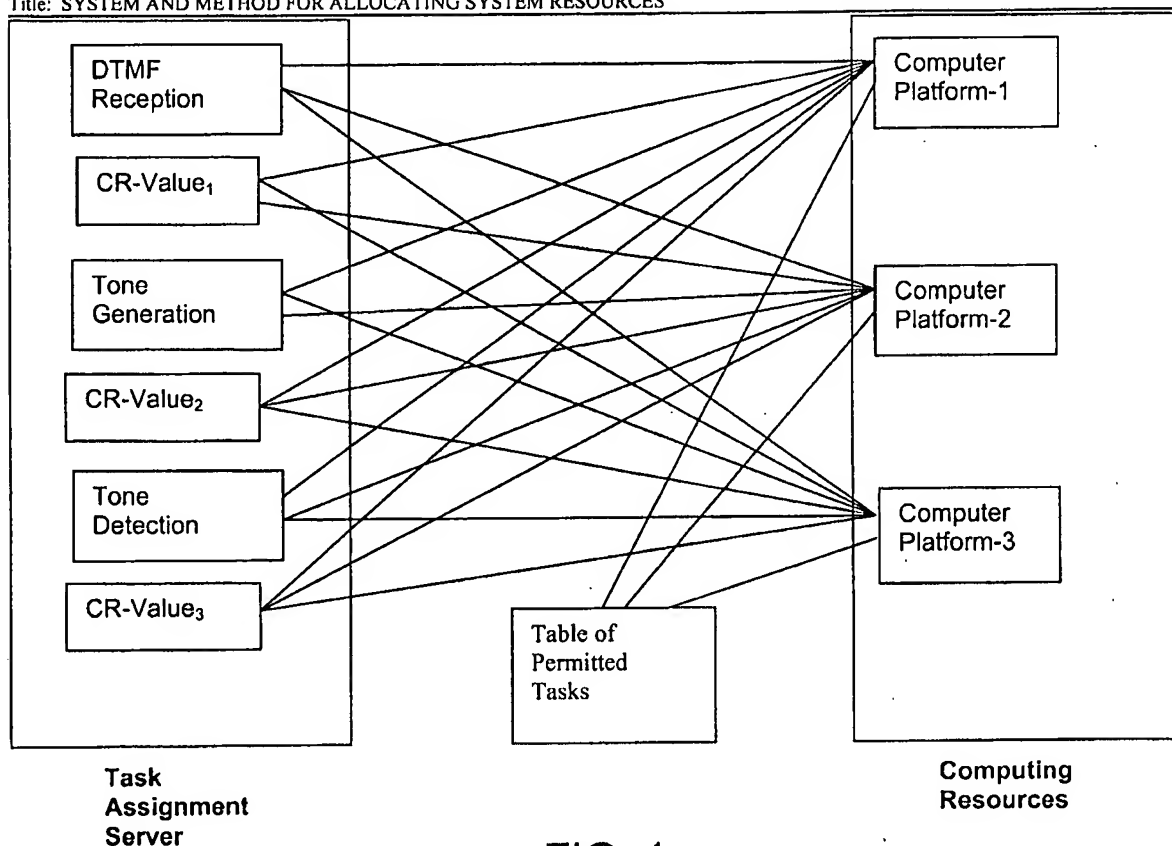 Title: SYSTEM AND METHOD FOR ALLOCATING SYSTEM RESOURCES
DTMF
Reception
CR-Value₁
Tone
Generation
CR-Value₂
Tone
Detection
CR-Value₃
Table of
Permitted
Tasks
Computer
Platform-1
Computer
Platform-2
Computer
Platform-3
Task
Assignment
Server
Computing
Resources